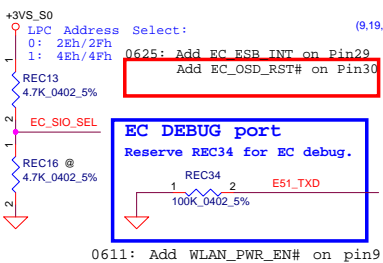 +3VS_S0
LPC Address Select:
0: 2Eh/2Fh
1: 4Eh/4Fh
(9,19,
0625: Add EC_ESB_INT on Pin29
Add EC_OSD_RST# on Pin30
1
REC13
4.7K_0402_5%
2
EC_SIO_SEL
1
REC16 @
4.7K_0402_5%
2
EC DEBUG port
Reserve REC34 for EC debug.
REC34
1
2
E51_TXD
100K_0402_5%
0611: Add WLAN_PWR_EN# on pin9